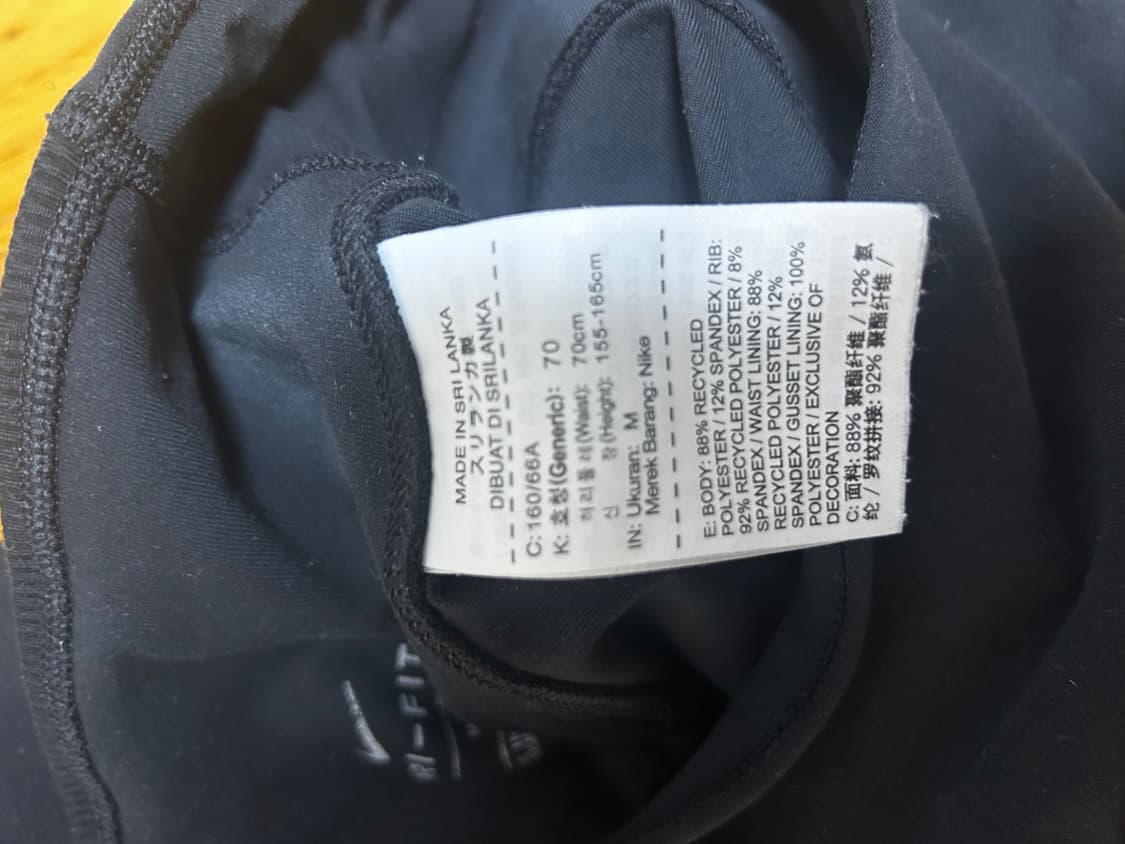 MADE IN SRI LANKA
スリランカ製
DIBUAT DI SRILANKA
C: 160/66A
K: 호칭(Generic): 70
허리둘레(Waist): 70cm
신 장(Height): 155-165cm
IN: Ukuran: M
Merek Barang: Nike
E: BODY: 88% RECYCLED
POLYESTER / 12% SPANDEX / RIB:
92% RECYCLED POLYESTER / 8%
SPANDEX / WAIST LINING: 88%
RECYCLED POLYESTER / 12%
SPANDEX / GUSSET LINING: 100%
POLYESTER / EXCLUSIVE OF
DECORATION
C: 面料: 88% 聚酯纤维 / 12% 氨
纶 / 罗纹拼接: 92% 聚酯纤维 /
RI-FIT